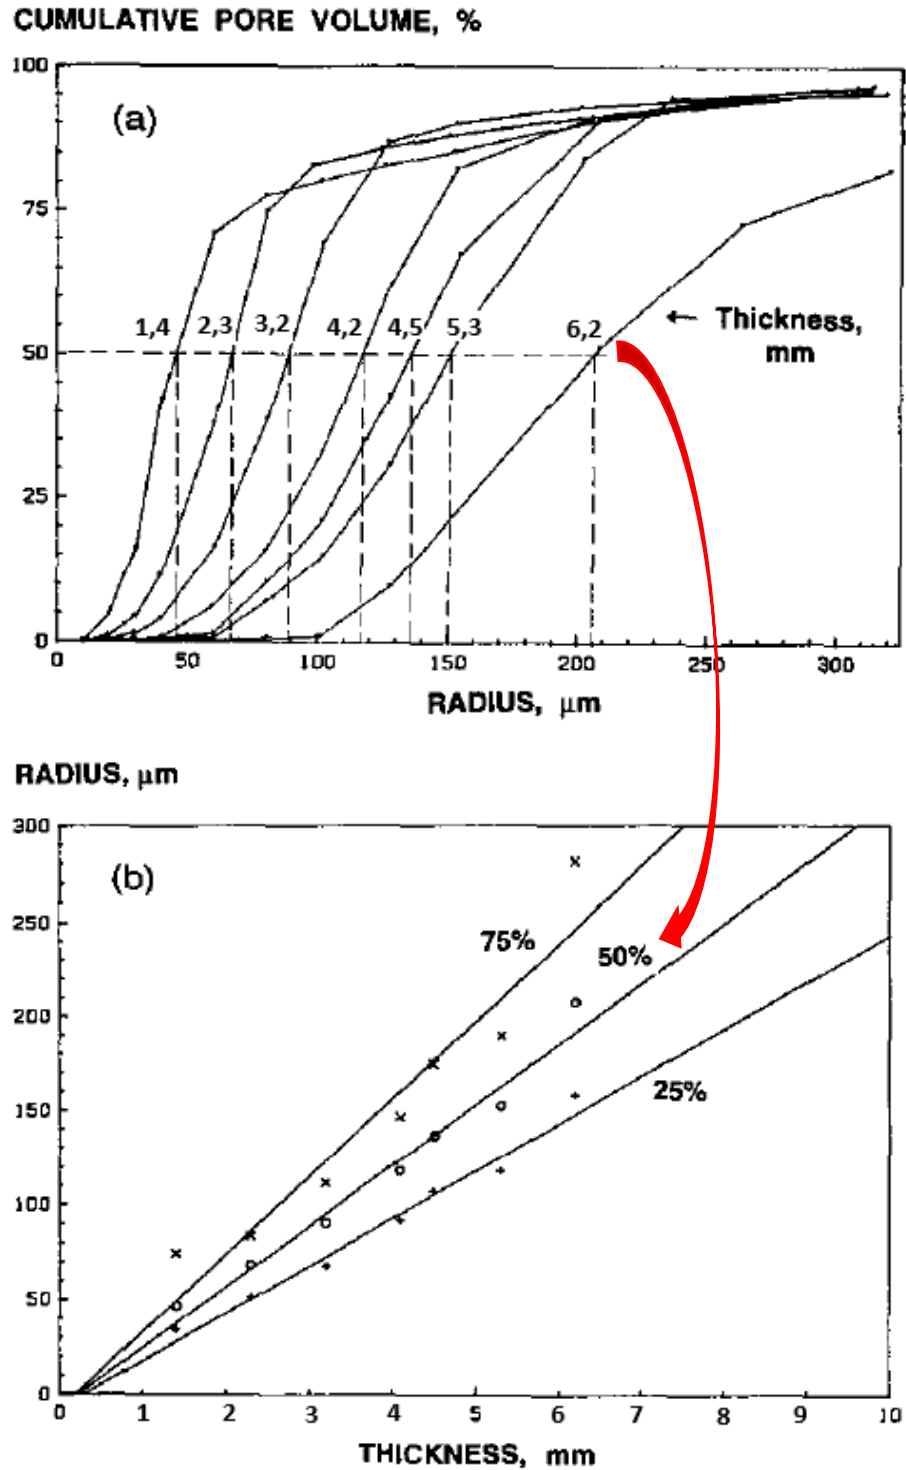 CUMULATIVE PORE VOLUME, %
100
(a)
75
1,4 2,3 3,2 4,2 4,5 5,3 6,2 Thickness, mm
50
25
0
0 50 100 150 200 250 300
RADIUS, µm
RADIUS, µm
300
(b)
250
75%
50%
200
150
25%
100
50
0
0 1 2 3 4 5 6 7 8 9 10
THICKNESS, mm